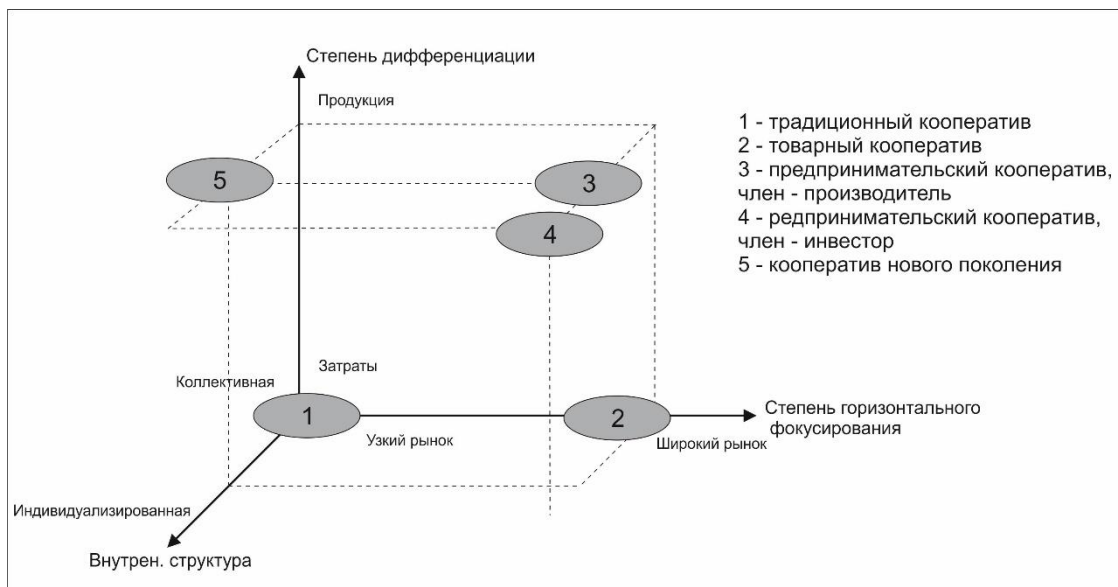 Степень дифференциации
Продукция
5
3
4
Затраты
Коллективная
1
2
Узкий рынок
Широкий рынок
Степень горизонтального
фокусирования
Индивидуализированная
Внутрен. структура
1 - традиционный кооператив
2 - товарный кооператив
3 - предпринимательский кооператив,
член - производитель
4 - редпринимательский кооператив,
член - инвестор
5 - кооператив нового поколения